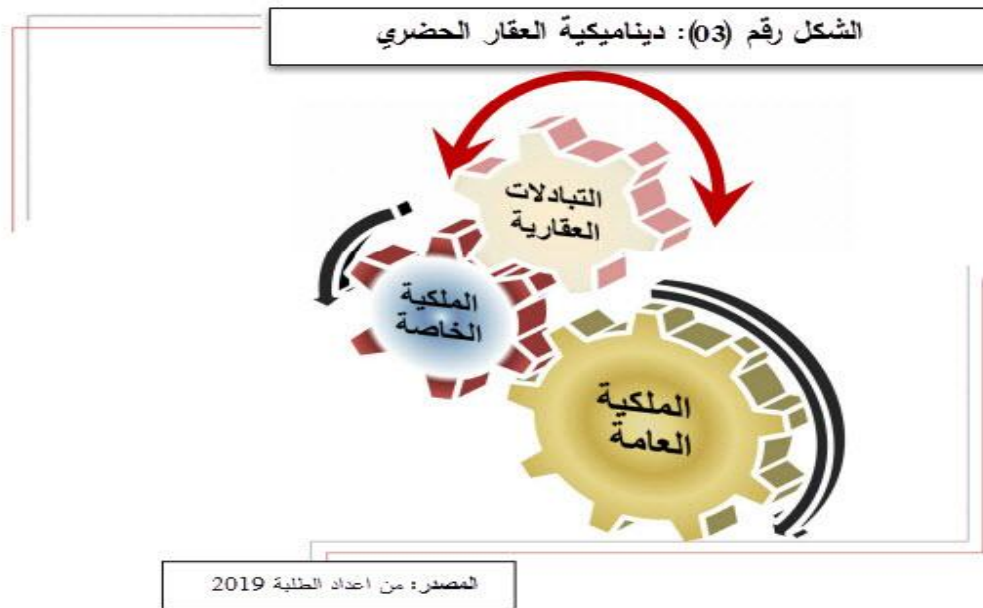 الشكل رقم (03): ديناميكية العقار الحضري
التبادلات
العقارية
الملكية
الخاصة
الملكية
العامة
المصدر: من اعداد الطلبة 2019